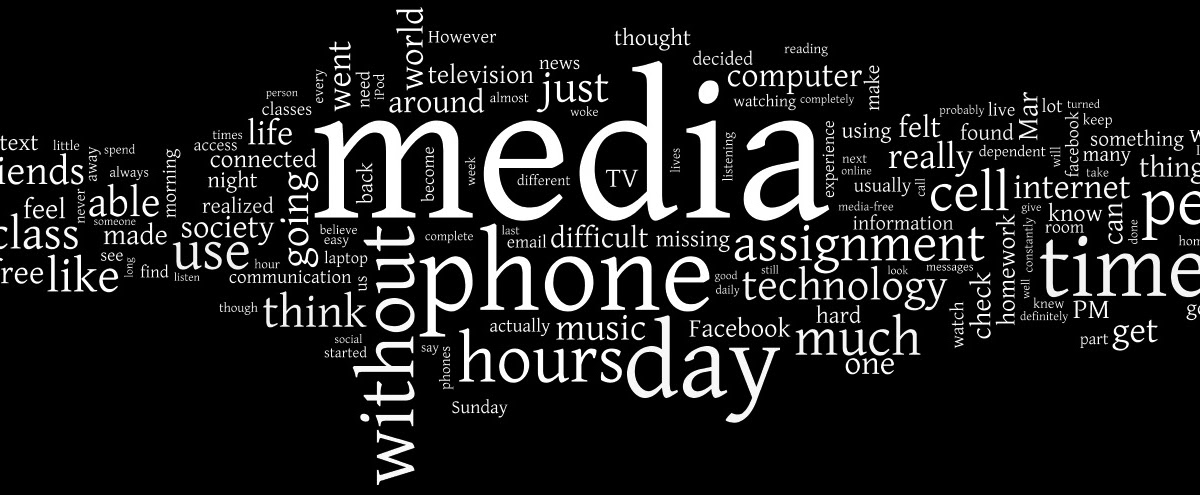 However
world
thought
reading
went
every
need
iPod
television
news
decided
computer
make
person
classes
around
almost
just
woke
watching
completely
Mar
probably
live
lot
turned
keep
text
little
times
access
life
media
using
felt
found
facebook
something
away
spend
always
morning
connected
night
back
become
week
different
TV
lives
listening
experience
next
online
really
dependent
will
many
take
thing
iends
never
able
realized
going
usually
call
cell
internet
pe
feel
someone
media-free
give
know
can
class
made
society
believe
easy
complete
last
email
difficult
missing
assignment
information
room
done
constantly
hom
see
long
use
hour
laptop
without
phone
homework
time
ree
like
find
listen
communication
us
good
daily
still
technology
look
messages
check
well
knew
definitely
PM
though
think
actually
music
Facebook
hard
watch
part
get
social
started
say
phones
hours
day
much
one
Sunday